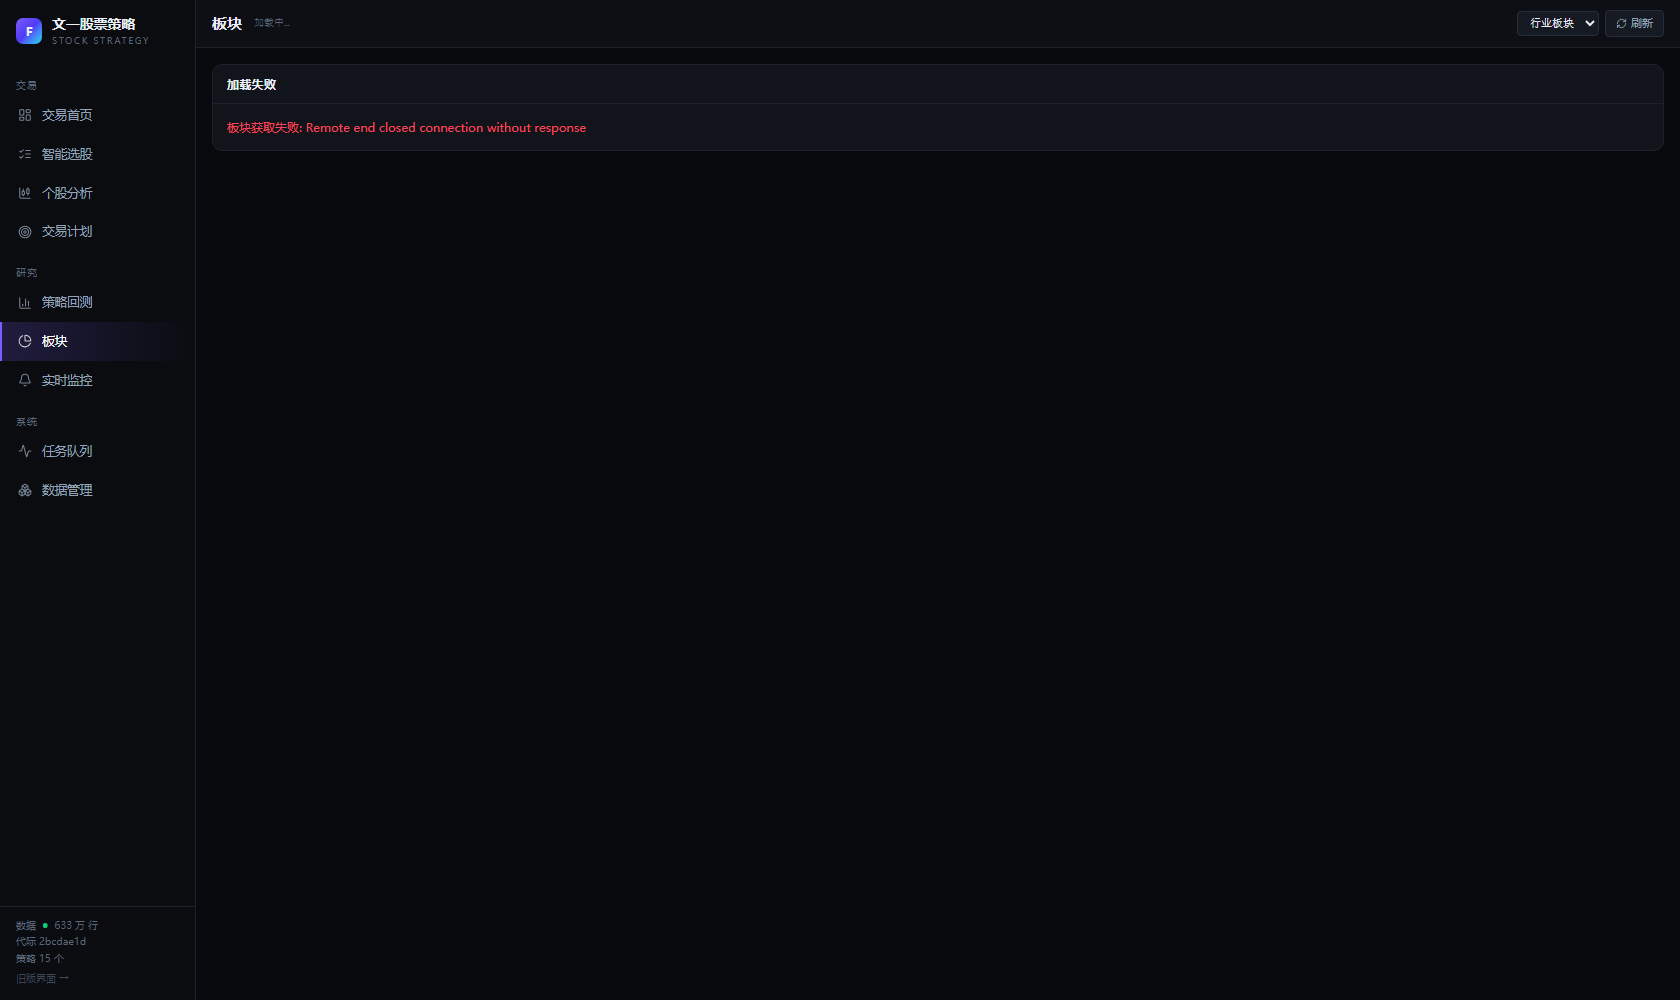 F
文一股票策略
STOCK STRATEGY
交易
交易首页
智能选股
个股分析
交易计划
研究
策略回测
板块
实时监控
系统
任务队列
数据管理
数据 ● 633 万 行
代际 2bcdae1d
策略 15 个
旧版界面 →
板块 加载中...
行业板块 刷新
加载失败
板块获取失败: Remote end closed connection without response